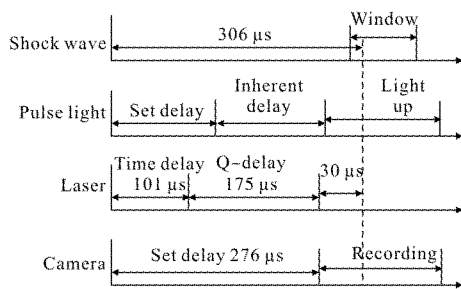 Window
306 μs
Shock wave
Inherent
delay
Light
up
Pulse light
Set delay
Time delay
101 μs
Q-delay
175 μs
30 μs
Laser
Set delay 276 μs
Recording
Camera